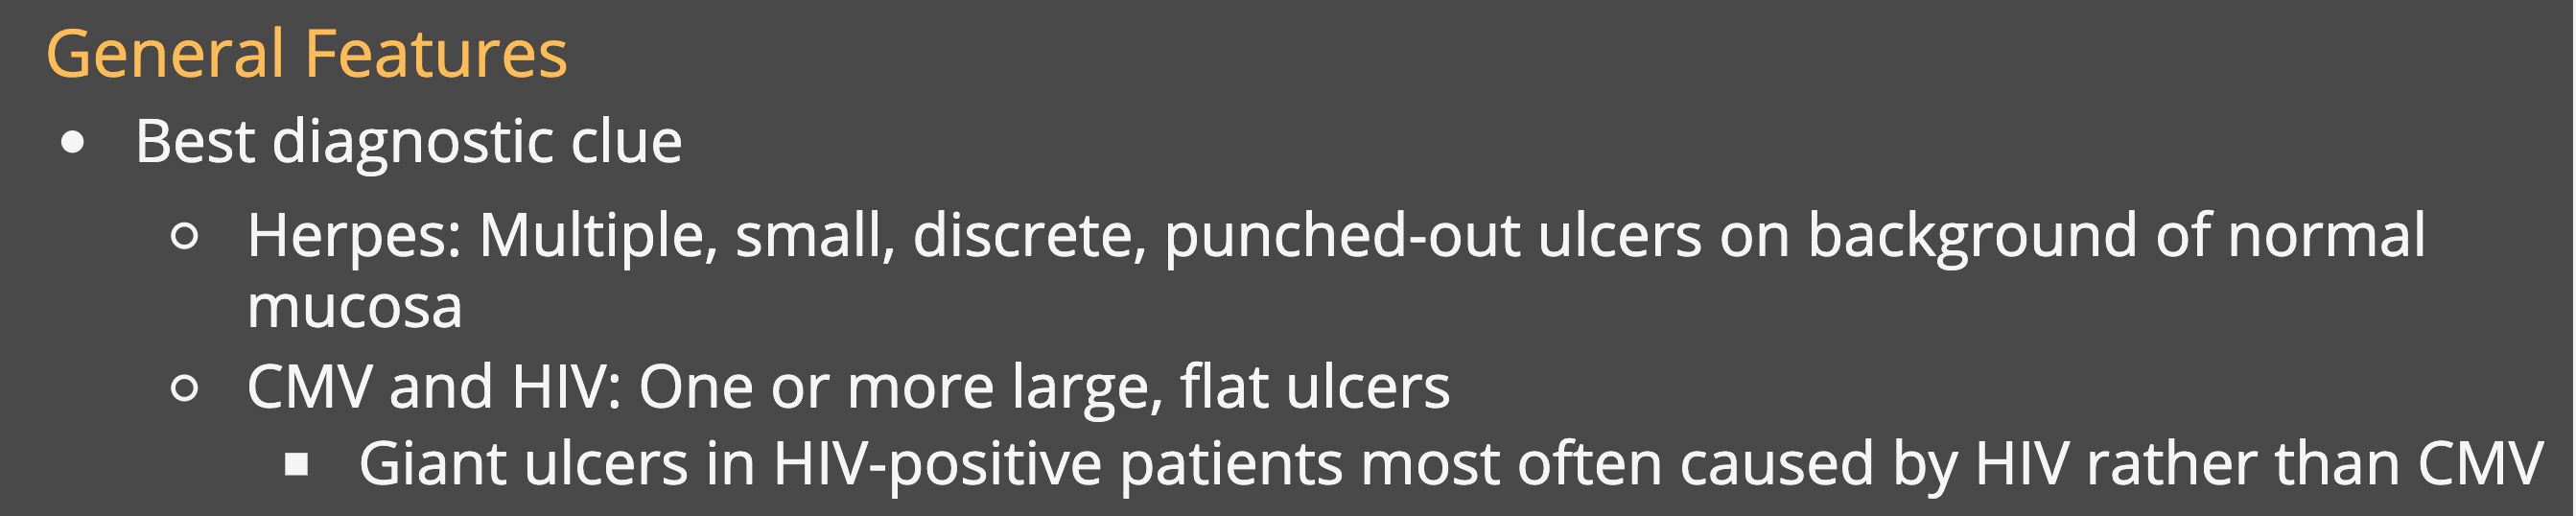 General Features
• Best diagnostic clue
○ Herpes: Multiple, small, discrete, punched-out ulcers on background of normal
mucosa
○ CMV and HIV: One or more large, flat ulcers
▪ Giant ulcers in HIV-positive patients most often caused by HIV rather than CMV